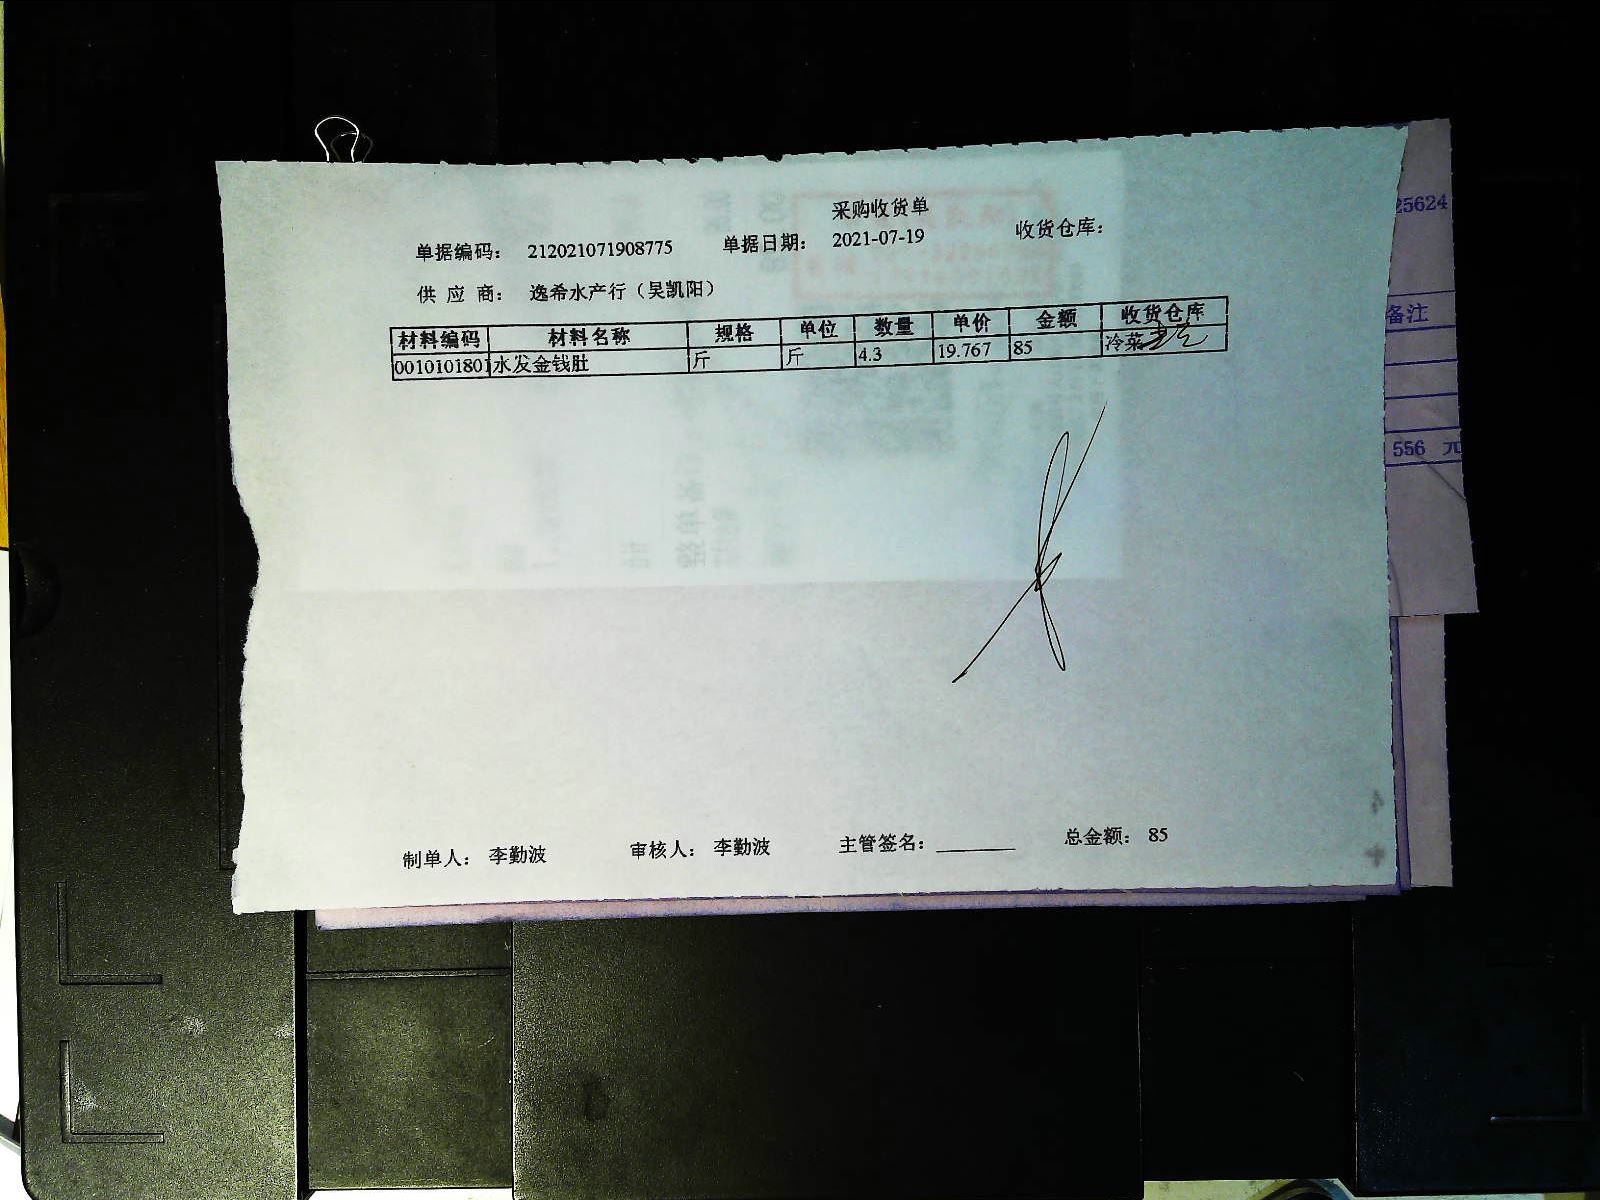 采购收货单
单据编码： 212021071908775 单据日期： 2021-07-19 收货仓库：
供 应 商： 逸希水产行（吴凯阳）
材料编码 材料名称 规格 单位 数量 单价 金额 收货仓库
0010101801 水发金钱肚 斤 斤 4.3 19.767 85 冷菜
制单人： 李勤波 审核人： 李勤波 主管签名： 总金额： 85
25624
备注
556 元